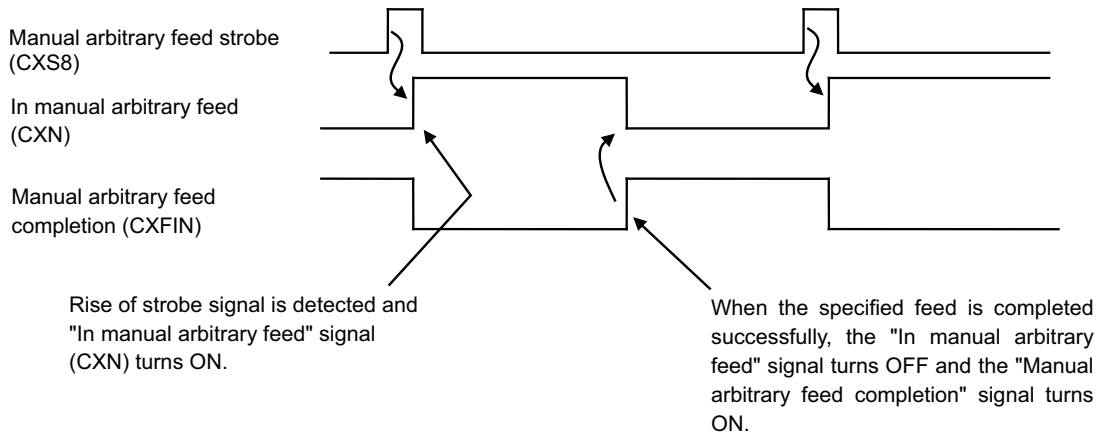 Manual arbitrary feed strobe
(CXS8)
In manual arbitrary feed
(CXN)
Manual arbitrary feed
completion (CXFIN)
Rise of strobe signal is detected and
"In manual arbitrary feed" signal
(CXN) turns ON.
When the specified feed is completed
successfully, the "In manual arbitrary
feed" signal turns OFF and the "Manual
arbitrary feed completion" signal turns
ON.